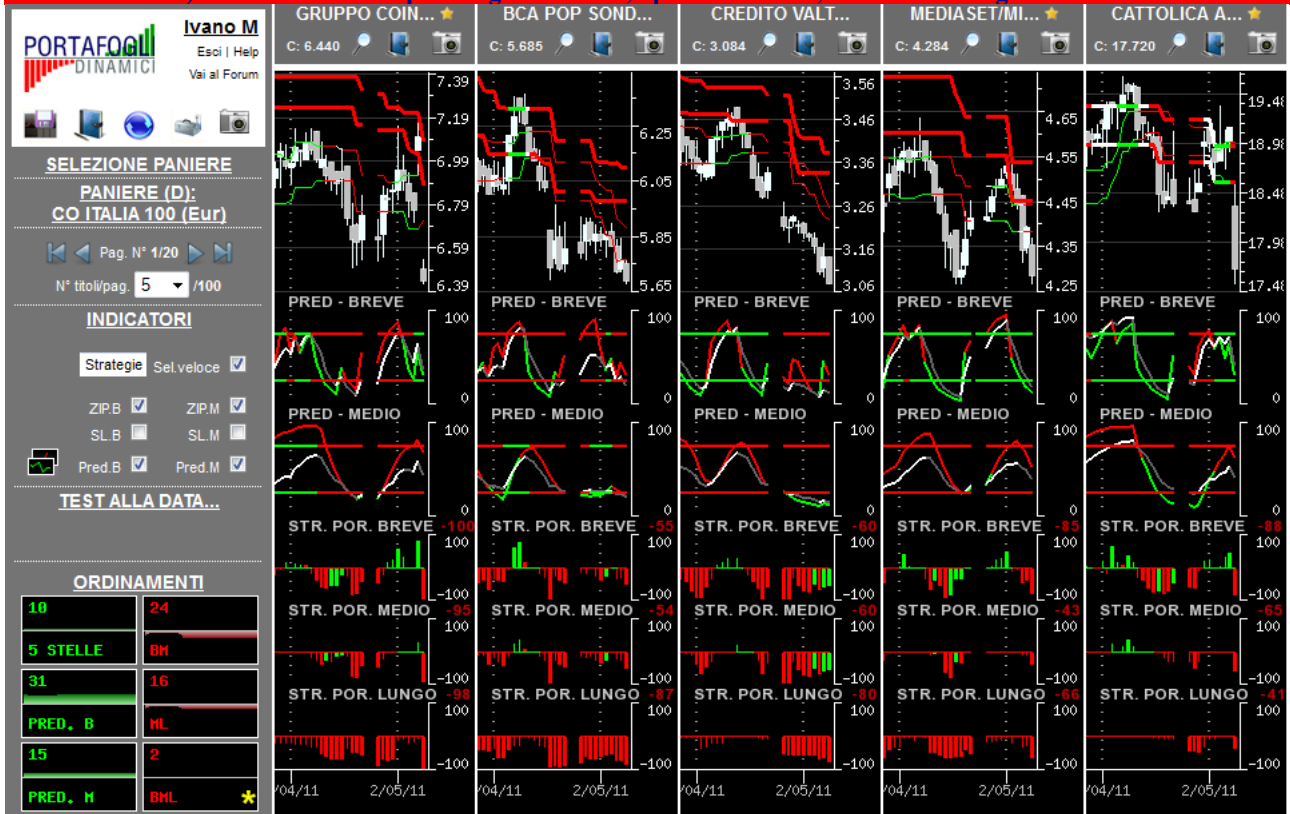 PORTAFOGLI
DINAMICI
Ivano M
Esci | Help
Vai al Forum
SELEZIONE PANIERE
PANIERE (D):
CO ITALIA 100 (Eur)
Pag. N° 1/20
N° titoli/pag. 5 /100
INDICATORI
Strategie Sel.veloce
ZIP.B ZIP.M
SL.B SL.M
Pred.B Pred.M
TEST ALLA DATA...
ORDINAMENTI
10
5 STELLE
24
BM
31
PRED. B
16
ML
15
PRED. M
2
BML
GRUPPO COIN...
C: 6.440
7.39
7.19
6.99
6.79
6.59
6.39
PRED - BREVE
100
0
PRED - MEDIO
100
0
STR. POR. BREVE -100
100
-100
STR. POR. MEDIO -95
100
-100
STR. POR. LUNGO -98
100
-100
/04/11 2/05/11
BCA POP SOND...
C: 5.685
6.25
6.05
5.85
5.65
PRED - BREVE
100
0
PRED - MEDIO
100
0
STR. POR. BREVE -55
100
-100
STR. POR. MEDIO -54
100
-100
STR. POR. LUNGO -87
100
-100
/04/11 2/05/11
CREDITO VALT...
C: 3.084
3.56
3.46
3.36
3.26
3.16
3.06
PRED - BREVE
100
0
PRED - MEDIO
100
0
STR. POR. BREVE -60
100
-100
STR. POR. MEDIO -60
100
-100
STR. POR. LUNGO -80
100
-100
/04/11 2/05/11
MEDIASET/MI...
C: 4.284
4.65
4.55
4.45
4.35
4.25
PRED - BREVE
100
0
PRED - MEDIO
100
0
STR. POR. BREVE -85
100
-100
STR. POR. MEDIO -43
100
-100
STR. POR. LUNGO -66
100
-100
/04/11 2/05/11
CATTOLICA A...
C: 17.720
19.48
18.98
18.48
17.98
17.48
PRED - BREVE
100
0
PRED - MEDIO
100
0
STR. POR. BREVE -88
100
-100
STR. POR. MEDIO -65
100
-100
STR. POR. LUNGO -41
100
-100
/04/11 2/05/11